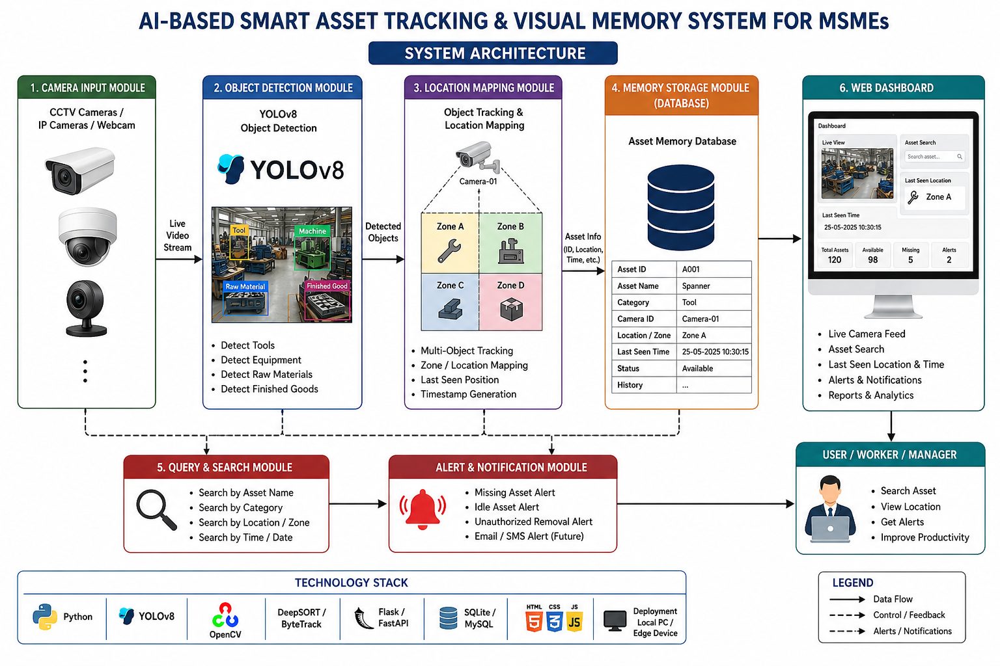 AI-BASED SMART ASSET TRACKING & VISUAL MEMORY SYSTEM FOR MSMEs
SYSTEM ARCHITECTURE
1. CAMERA INPUT MODULE
CCTV Cameras /
IP Cameras / Webcam
Live
Video
Stream
2. OBJECT DETECTION MODULE
YOLOv8
Object Detection
YOLOv8
Tool
Machine
Raw Material
Finished Good
• Detect Tools
• Detect Equipment
• Detect Raw Materials
• Detect Finished Goods
Detected
Objects
3. LOCATION MAPPING MODULE
Object Tracking &
Location Mapping
Camera-01
Zone A
Zone B
Zone C
Zone D
• Multi-Object Tracking
• Zone / Location Mapping
• Last Seen Position
• Timestamp Generation
Asset Info
(ID, Location,
Time, etc.)
4. MEMORY STORAGE MODULE
(DATABASE)
Asset Memory Database
Asset ID A001
Asset Name Spanner
Category Tool
Camera ID Camera-01
Location / Zone Zone A
Last Seen Time 25-05-2025 10:30:15
Status Available
History ...
6. WEB DASHBOARD
Dashboard
Live View
Asset Search
Search asset...
Last Seen Location
Zone A
Last Seen Time
25-05-2025 10:30:15
Total Assets
120
Available
98
Missing
5
Alerts
2
• Live Camera Feed
• Asset Search
• Last Seen Location & Time
• Alerts & Notifications
• Reports & Analytics
5. QUERY & SEARCH MODULE
• Search by Asset Name
• Search by Category
• Search by Location / Zone
• Search by Time / Date
ALERT & NOTIFICATION MODULE
• Missing Asset Alert
• Idle Asset Alert
• Unauthorized Removal Alert
• Email / SMS Alert (Future)
USER / WORKER / MANAGER
• Search Asset
• View Location
• Get Alerts
• Improve Productivity
TECHNOLOGY STACK
Python
YOLOv8
OpenCV
DeepSORT /
ByteTrack
Flask /
FastAPI
SQLite /
MySQL
HTML CSS JS
5 3 JS
Deployment
Local PC /
Edge Device
LEGEND
Data Flow
Control / Feedback
Alerts / Notifications